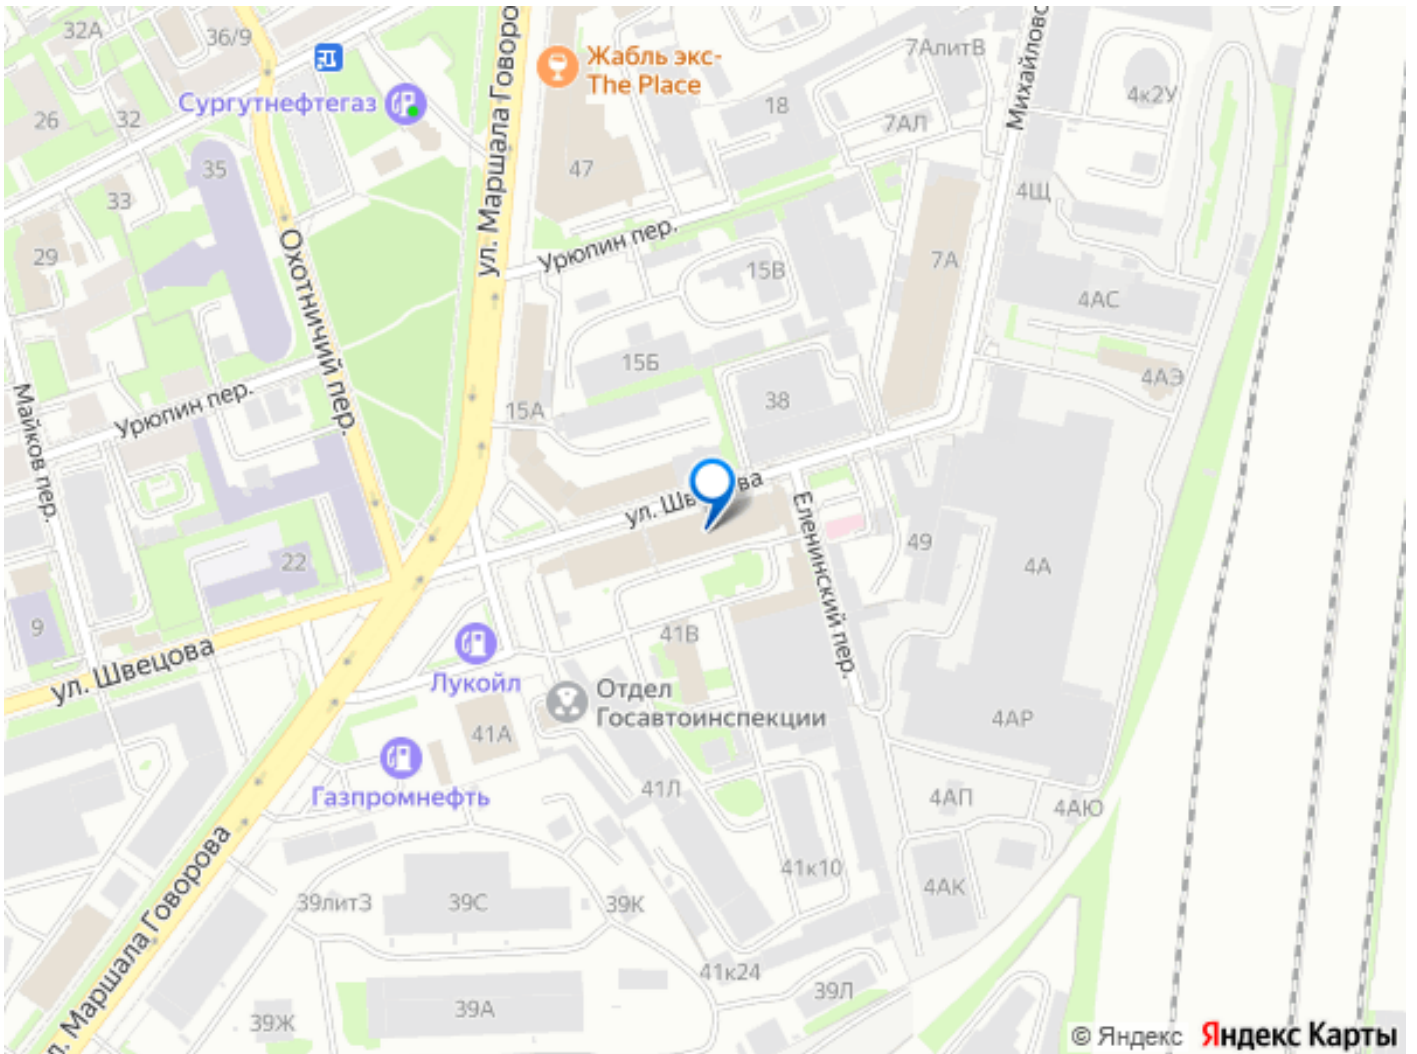 32А
36/9
ул. Маршала Говоро
Жабль экс-
The Place
7АлитВ
Михайловс
4к2У
Сургутнефтегаз
26
32
18
7АЛ
35
47
33
4Щ
29
Охотничий пер.
Урюпин пер.
15В
7А
4АС
15Б
4АЭ
Майков пер.
Урюпин пер.
15А
38
ул. Шв
ва
Еленинский пер.
22
49
4А
9
ул. Швецова
41В
Лукойл
Отдел
Госавтоинспекции
41А
4АР
Газпромнефть
41Л
4АП
4АЮ
41к10
4АК
Маршала Говорова
39литЗ
39С
39К
41к24
39Л
39А
39Ж
© Яндекс Яндекс Карты